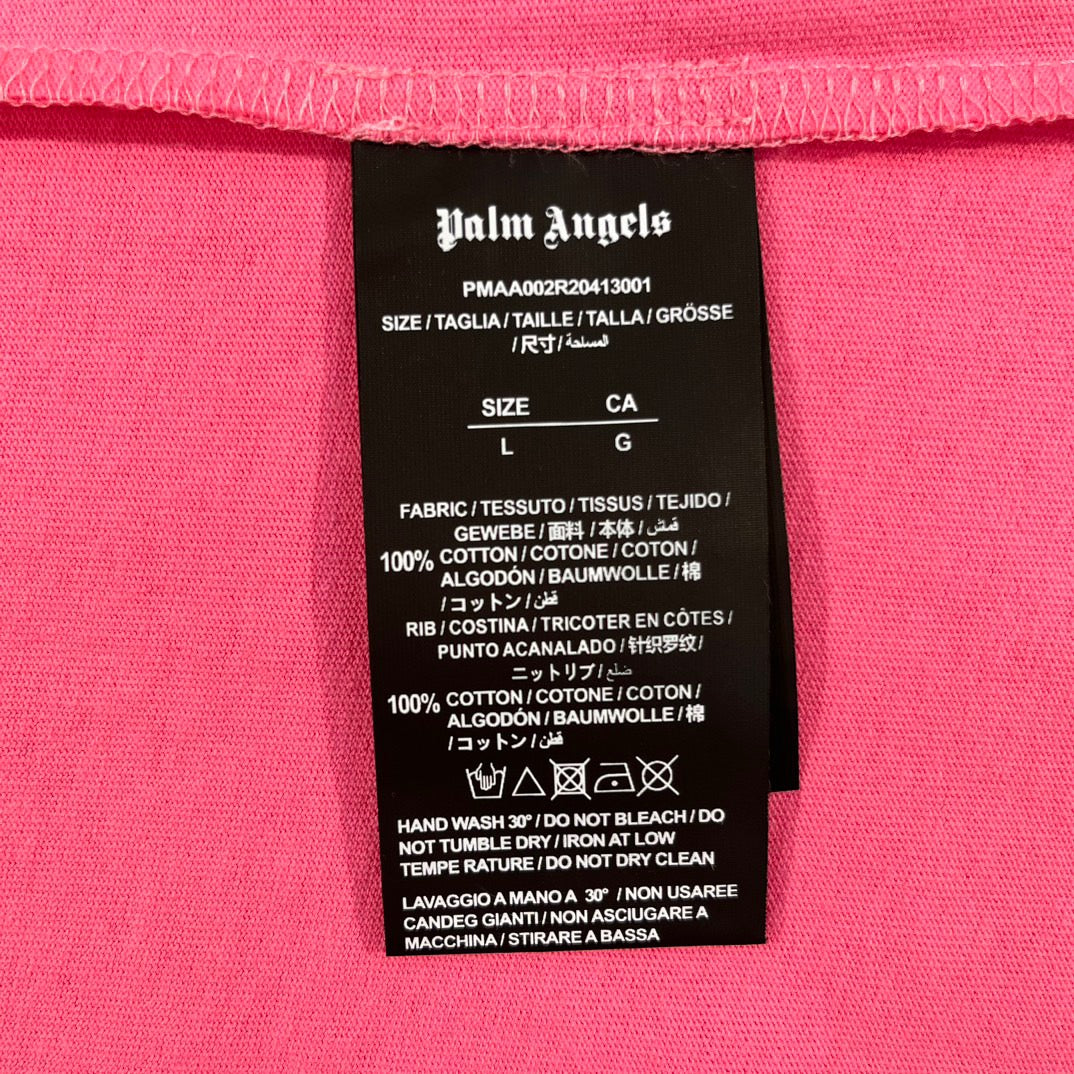 Palm Angels
PMAA002R20413001
SIZE / TAGLIA / TAILLE / TALLA / GRÖSSE
/ 尺寸 / المسلحة
SIZE CA
L G
FABRIC / TESSUTO / TISSUS / TEJIDO /
GEWEBE / 面料 / 本体 / قمش
100% COTTON / COTONE / COTON /
ALGODÓN / BAUMWOLLE / 棉
/ コットン / قطن
RIB / COSTINA / TRICOTER EN CÔTES /
PUNTO ACANALADO / 针织罗纹 /
ニットリブ / ضلع
100% COTTON / COTONE / COTON /
ALGODÓN / BAUMWOLLE / 棉
/ コットン / قطن
HAND WASH 30° / DO NOT BLEACH / DO
NOT TUMBLE DRY / IRON AT LOW
TEMPE RATURE / DO NOT DRY CLEAN
LAVAGGIO A MANO A 30° / NON USAREE
CANDEG GIANTI / NON ASCIUGARE A
MACCHINA / STIRARE A BASSA